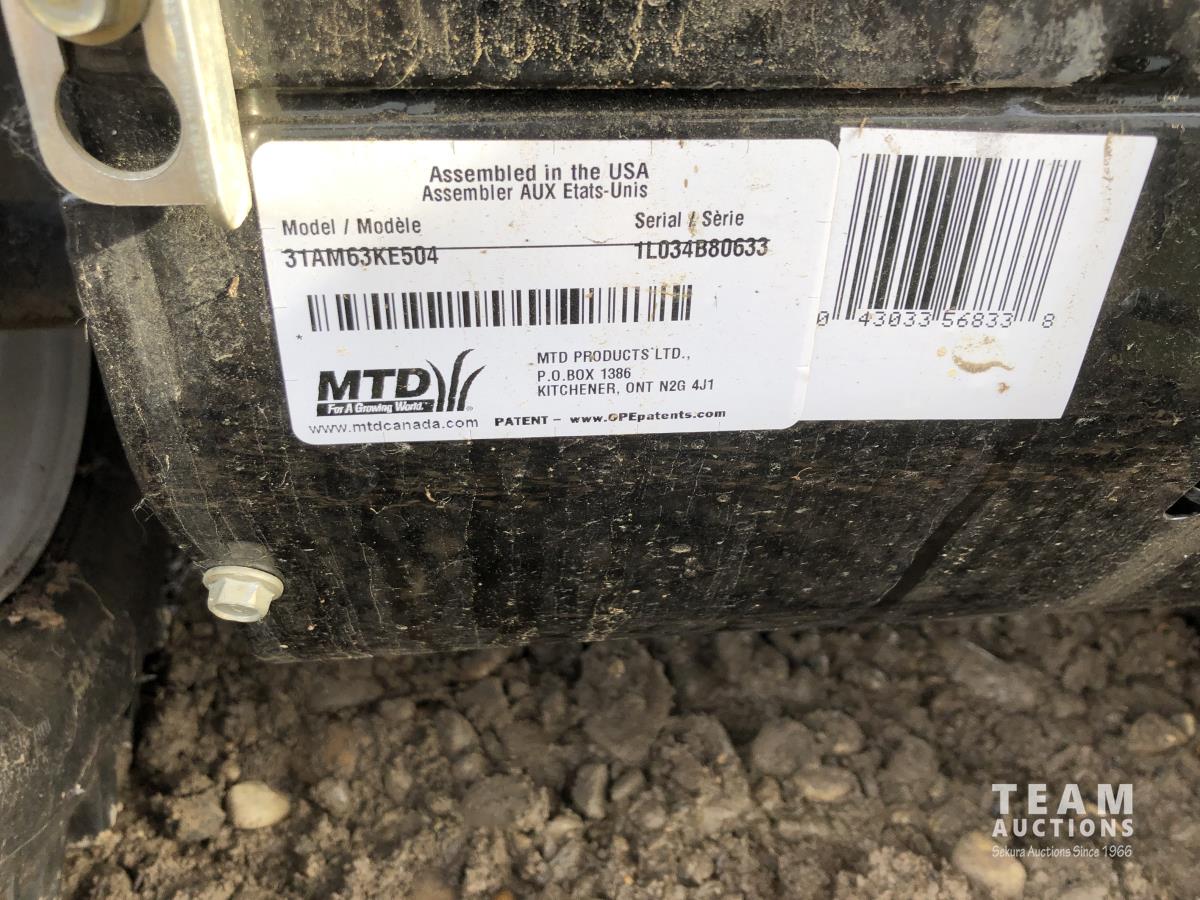 Assembled in the USA
Assembler AUX Etats-Unis
Model / Modèle
Serial / Sèrie
31AM63KE504
1L034B80633
*
MTD
For A Growing World.
MTD PRODUCTS LTD.,
P.O.BOX 1386
KITCHENER, ONT N2G 4J1
www.mtdcanada.com
PATENT – www.GPEpatents.com
0 43033 56833 8
TEAM
AUCTIONS
Sekura Auctions Since 1966